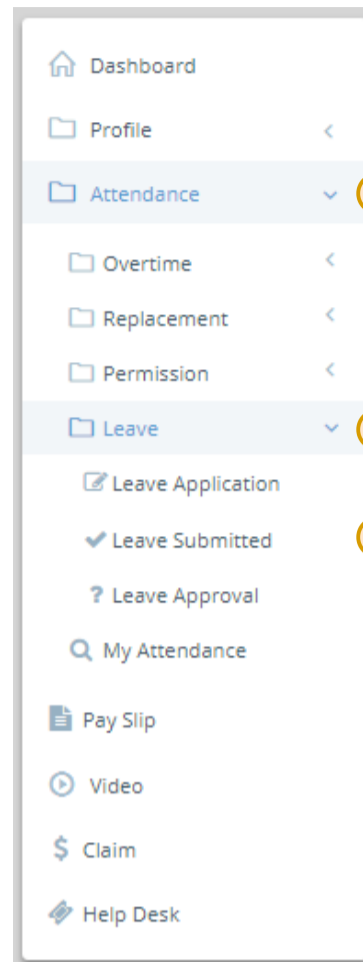 Dashboard
Profile
Attendance
Overtime
Replacement
Permission
Leave
Leave Application
Leave Submitted
? Leave Approval
My Attendance
Pay Slip
Video
$ Claim
Help Desk